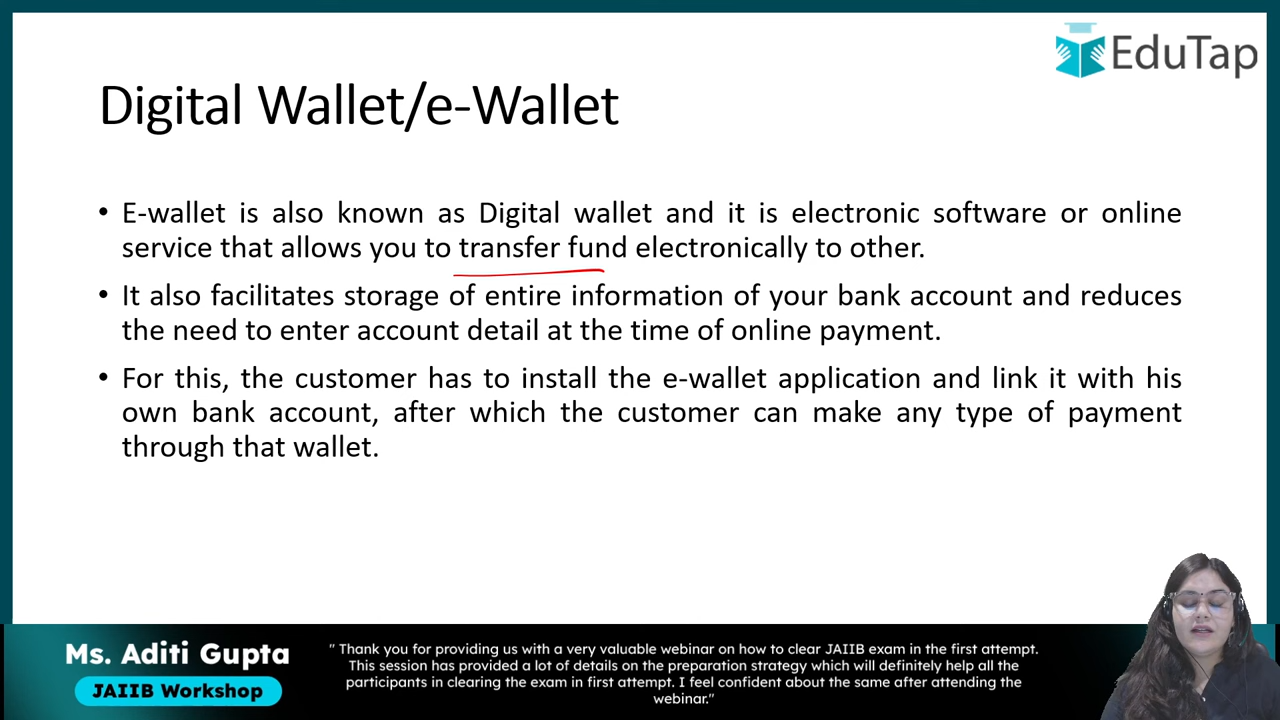 EduTap
Digital Wallet/e-Wallet
• E-wallet is also known as Digital wallet and it is electronic software or online
service that allows you to transfer fund electronically to other.
• It also facilitates storage of entire information of your bank account and reduces
the need to enter account detail at the time of online payment.
• For this, the customer has to install the e-wallet application and link it with his
own bank account, after which the customer can make any type of payment
through that wallet.
Ms. Aditi Gupta
JAIIB Workshop
" Thank you for providing us with a very valuable webinar on how to clear JAIIB exam in the first attempt.
This session has provided a lot of details on the preparation strategy which will definitely help all the
participants in clearing the exam in first attempt. I feel confident about the same after attending the
webinar."